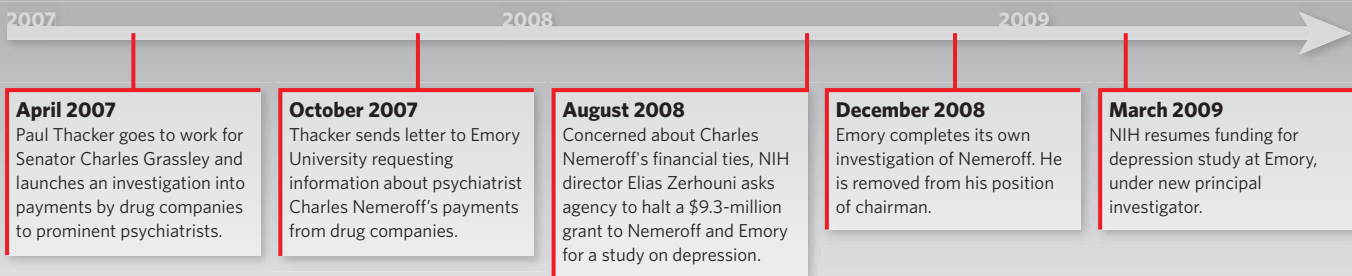 2007 2008 2009
April 2007
Paul Thacker goes to work for
Senator Charles Grassley and
launches an investigation into
payments by drug companies
to prominent psychiatrists.
October 2007
Thacker sends letter to Emory
University requesting
information about psychiatrist
Charles Nemeroff’s payments
from drug companies.
August 2008
Concerned about Charles
Nemeroff's financial ties, NIH
director Elias Zerhouni asks
agency to halt a $9.3-million
grant to Nemeroff and Emory
for a study on depression.
December 2008
Emory completes its own
investigation of Nemeroff. He
is removed from his position
of chairman.
March 2009
NIH resumes funding for
depression study at Emory,
under new principal
investigator.